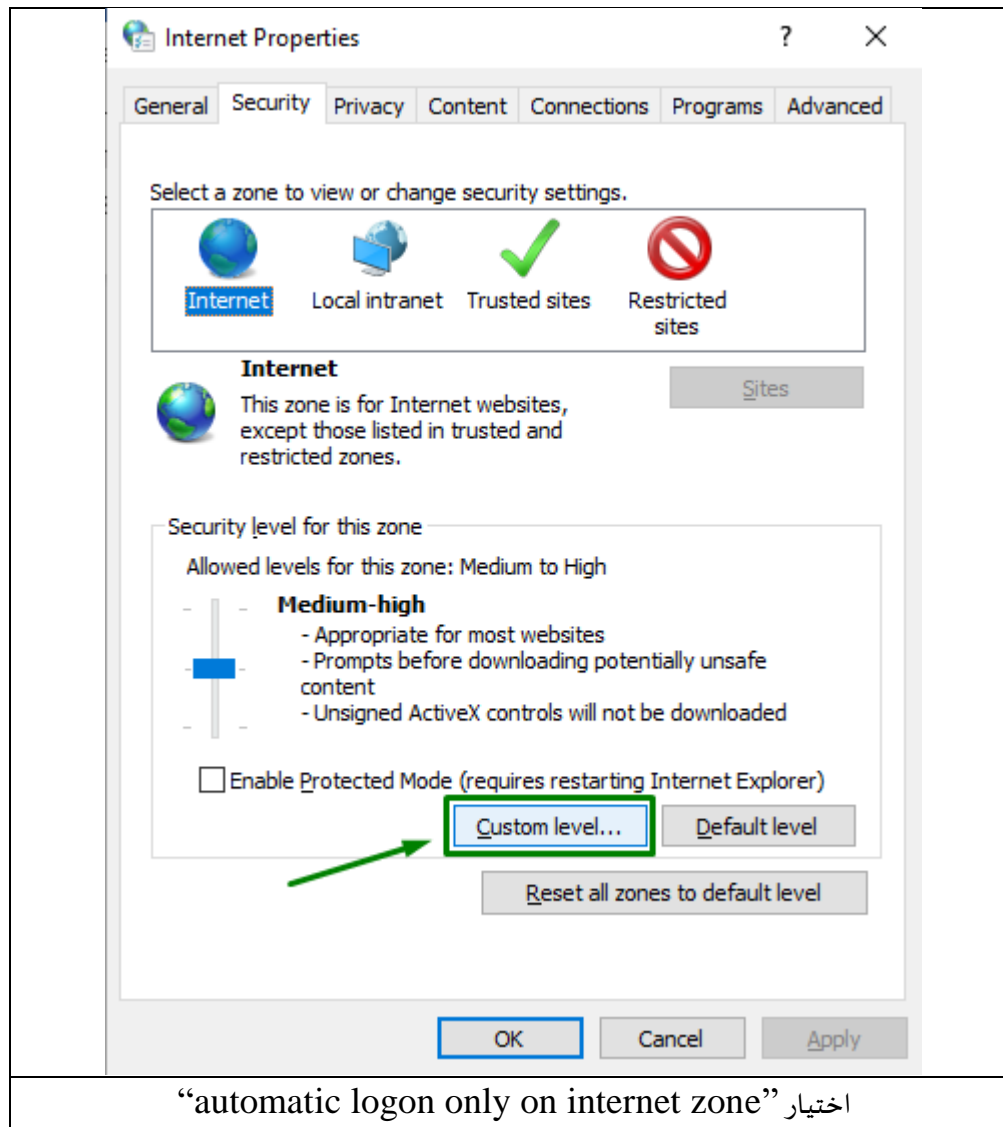 Internet Properties
? ×
General Security Privacy Content Connections Programs Advanced
Select a zone to view or change security settings.
Internet Local intranet Trusted sites Restricted
sites
Internet
This zone is for Internet websites,
except those listed in trusted and
restricted zones.
Sites
Security level for this zone
Allowed levels for this zone: Medium to High
Medium-high
- Appropriate for most websites
- Prompts before downloading potentially unsafe
content
- Unsigned ActiveX controls will not be downloaded
Enable Protected Mode (requires restarting Internet Explorer)
Custom level... Default level
Reset all zones to default level
OK Cancel Apply
اختيار “automatic logon only on internet zone”